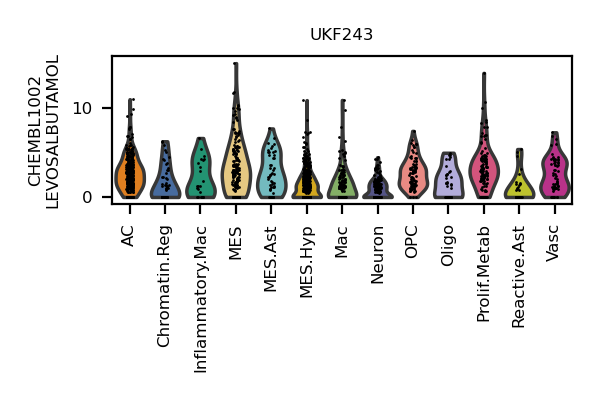 UKF243
CHEMBL1002
LEVOSALBUTAMOL
10
0
AC
Chromatin.Reg
Inflammatory.Mac
MES
MES.Ast
MES.Hyp
Mac
Neuron
OPC
Oligo
Prolif.Metab
Reactive.Ast
Vasc